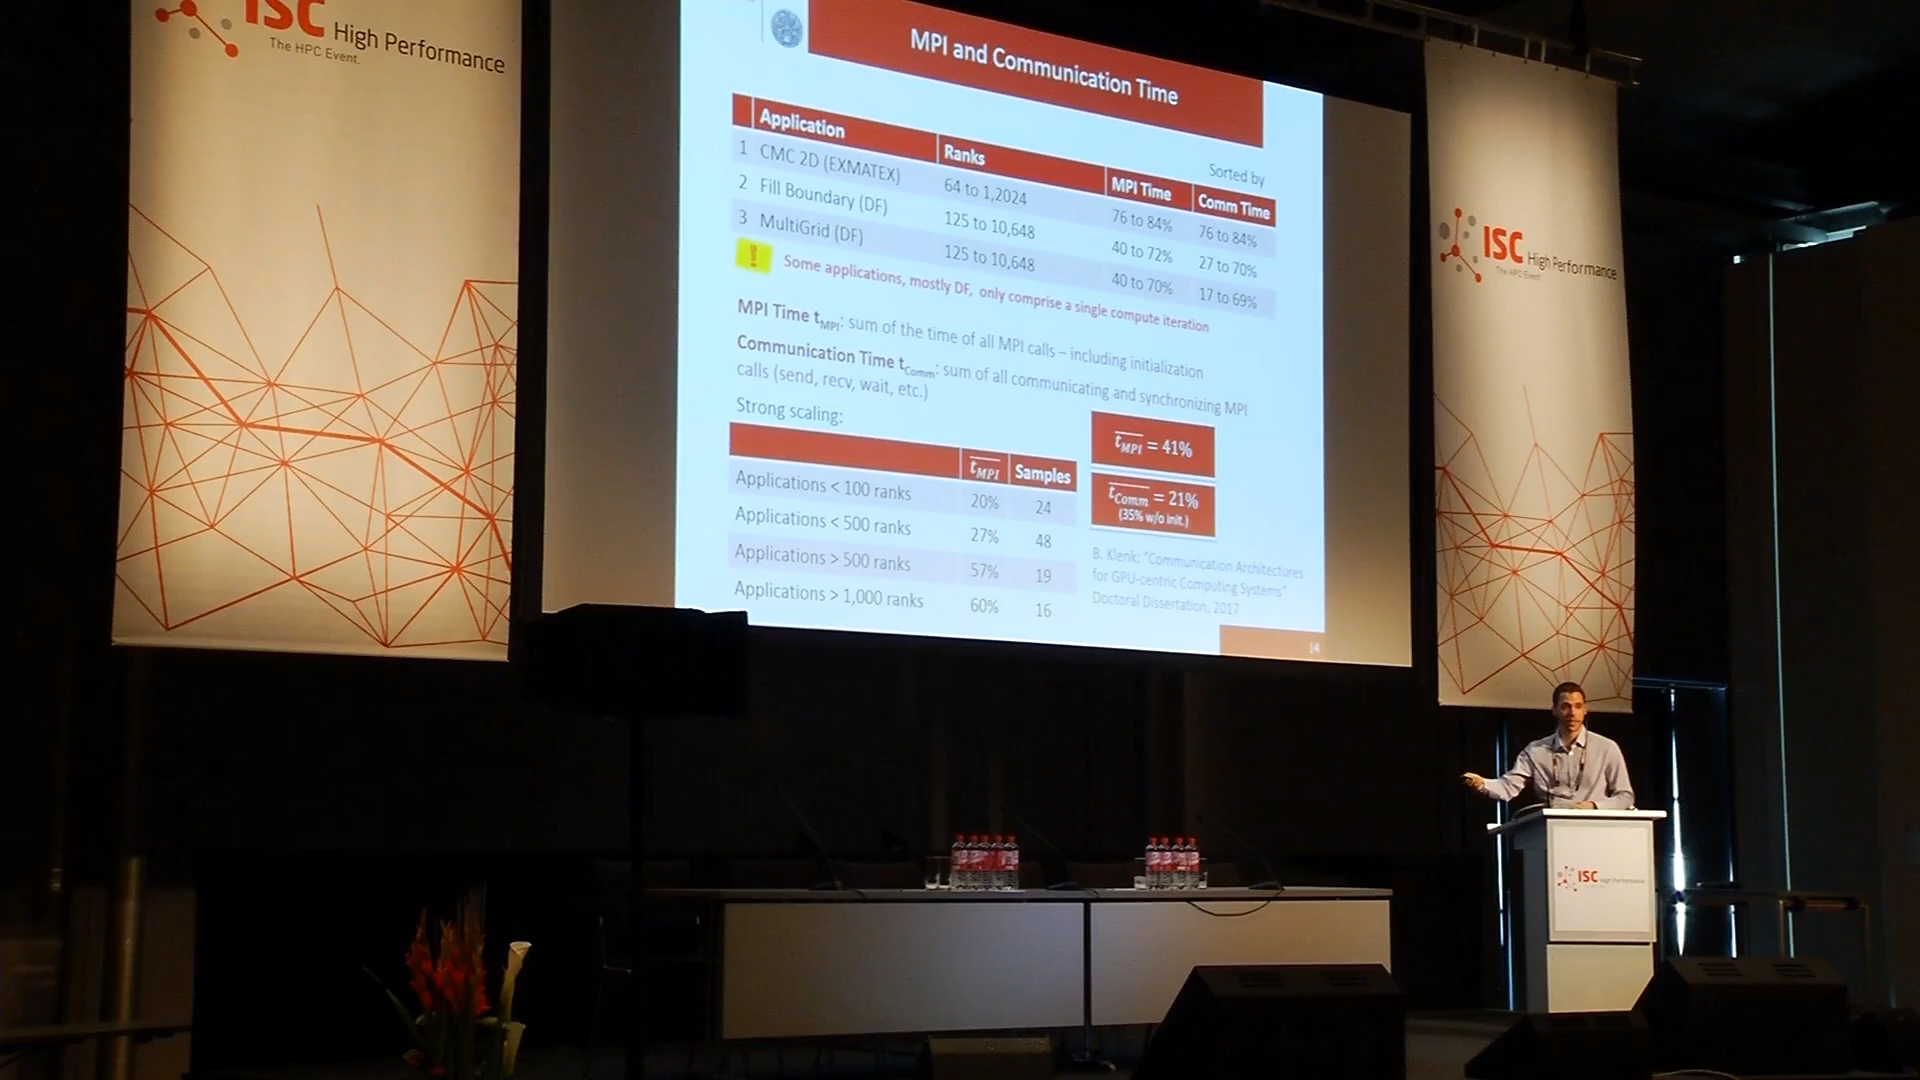 ISC High Performance
The HPC Event.
MPI and Communication Time
Sorted by
Application Ranks MPI Time Comm Time
1 CMC 2D (EXMATEX) 64 to 1,2024 76 to 84% 76 to 84%
2 Fill Boundary (DF) 125 to 10,648 40 to 72% 27 to 70%
3 MultiGrid (DF) 125 to 10,648 40 to 70% 17 to 69%
! Some applications, mostly DF, only comprise a single compute iteration
MPI Time tMPI: sum of the time of all MPI calls – including initialization
Communication Time tComm: sum of all communicating and synchronizing MPI
calls (send, recv, wait, etc.)
Strong scaling:
tMPI Samples
Applications < 100 ranks 20% 24
Applications < 500 ranks 27% 48
Applications > 500 ranks 57% 19
Applications > 1,000 ranks 60% 16
tMPI = 41%
tComm = 21%
(35% w/o init.)
B. Klenk; "Communication Architectures
for GPU-centric Computing Systems"
Doctoral Dissertation, 2017
14
ISC High Performance
The HPC Event.
ISC High Performance